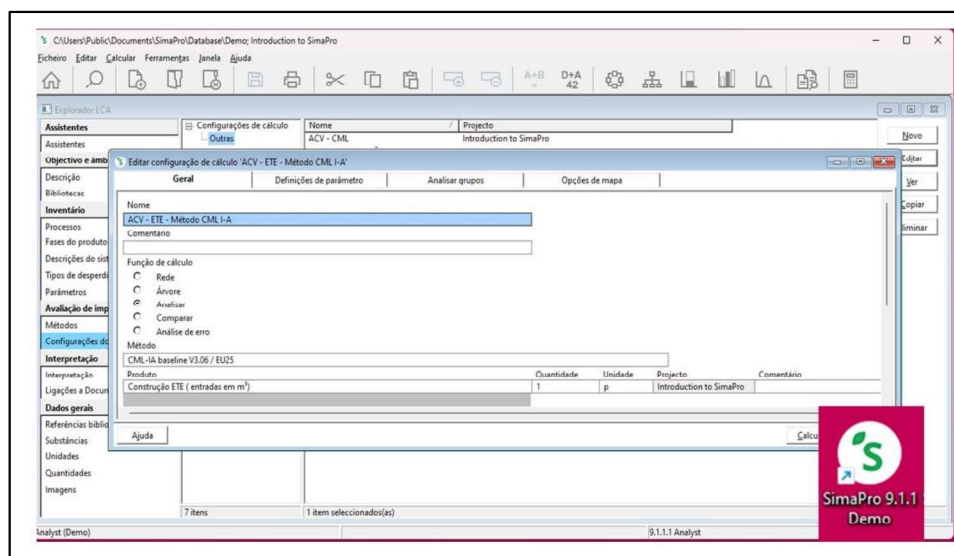 C:\Users\Public\Documents\SimaPro\Database\Demo; Introduction to SimaPro
Eicheiro Editar Calcular Ferramentas Janela Ajuda
A+B D+A 42
Explorador LCA
Assistentes
Assistentes
Objectivo e âmb
Descrição
Bibliotecas
Inventário
Processos
Fases do produto
Descrições do sist
Tipos de desperdí
Parâmetros
Avaliação de imp
Métodos
Configurações do
Interpretação
Interpretação
Ligações a Docun
Dados gerais
Referências biblio
Substâncias
Unidades
Quantidades
Imagens
Configurações de cálculo
Outras
Nome / Projecto
ACV - CML Introduction to SimaPro
Novo
Editar
Ver
Copiar
liminar
Editar configuração de cálculo 'ACV - ETE - Método CML I-A'
Geral Definições de parâmetro Analisar grupos Opções de mapa
Nome
ACV - ETE - Método CML I-A
Comentário
Função de cálculo
Rede
Árvore
Analisar
Comparar
Análise de erro
Método
CML-IA baseline V3.06 / EU25
Produto Quantidade Unidade Projecto Comentário
Construção ETE ( entradas em m³) 1 p Introduction to SimaPro
Ajuda Calcu
7 itens 1 item seleccionados(as)
Analyst (Demo) 9.1.1.1 Analyst
S
SimaPro 9.1.1
Demo